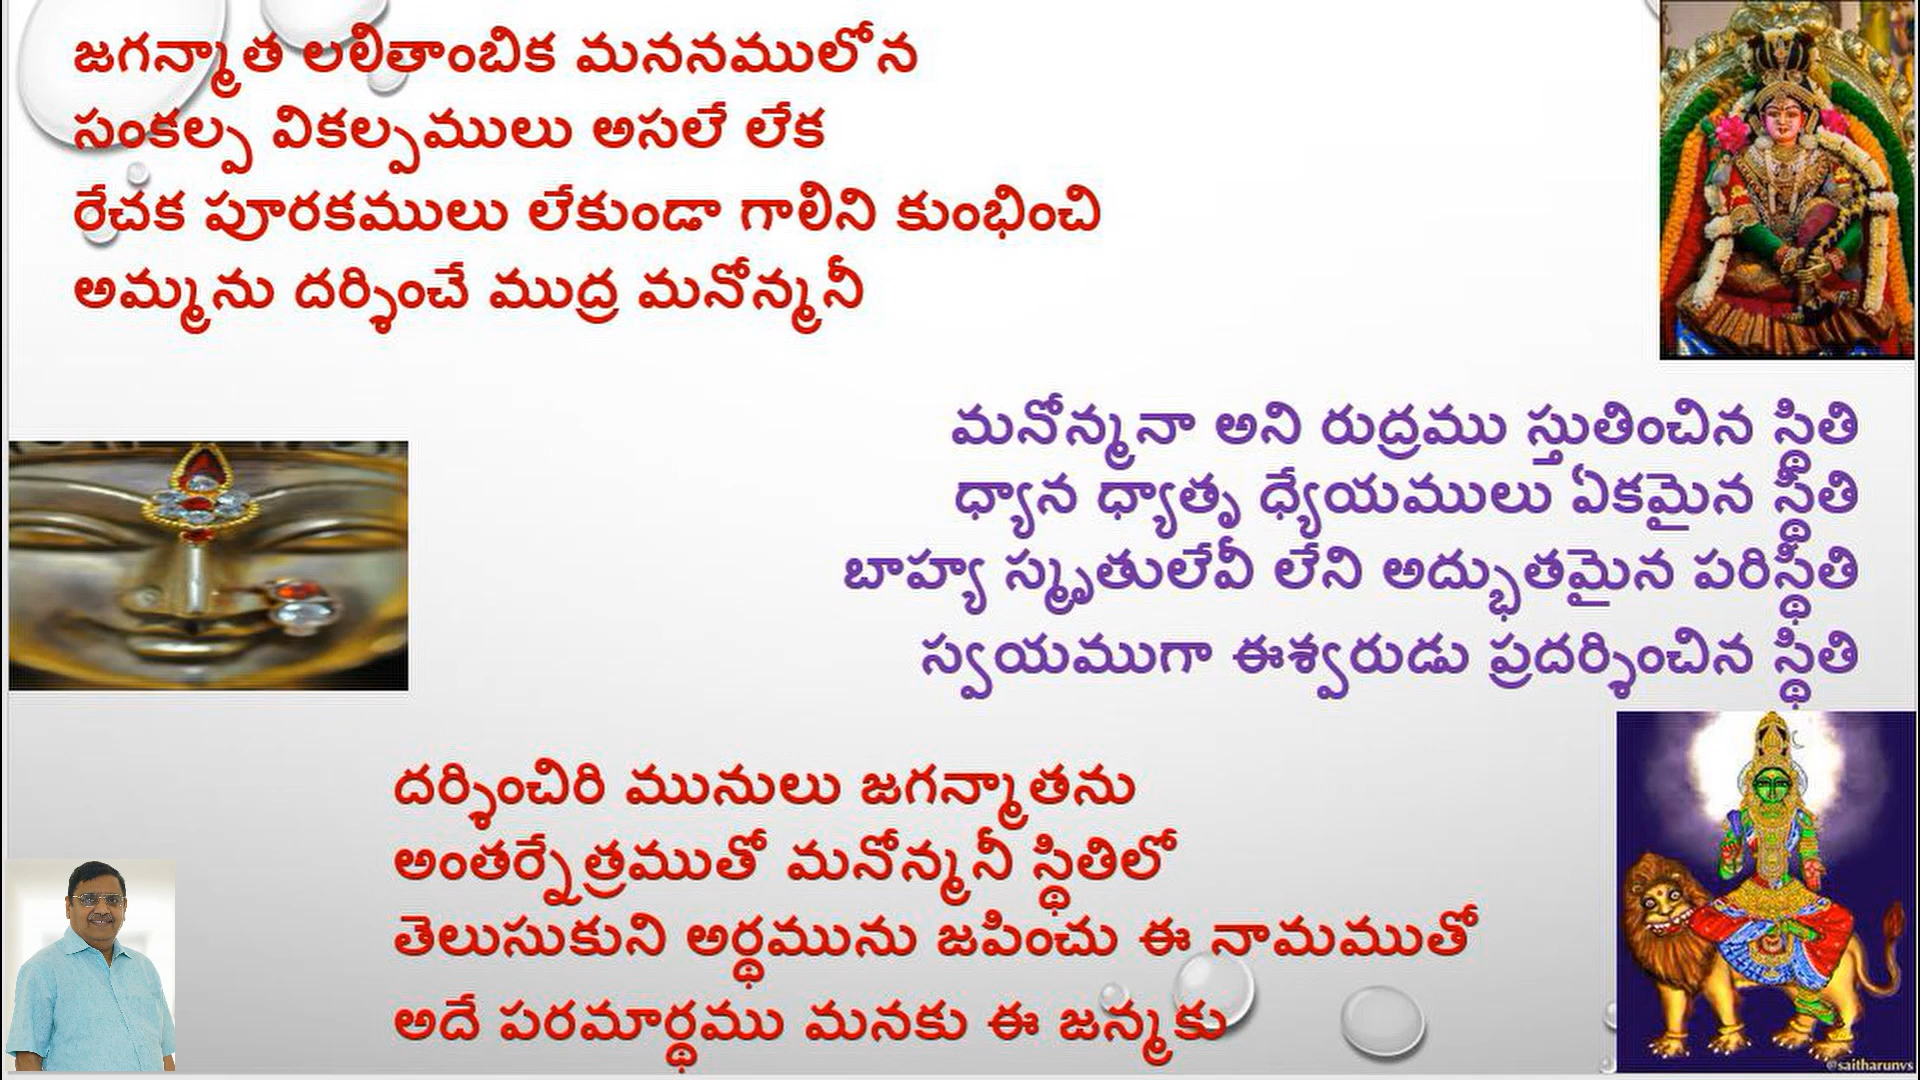 జగన్మాత లలితాంబిక మననములోన
సంకల్ప వికల్పములు అసలే లేక
రేచక పూరకములు లేకుండా గాలిని కుంభించి
అమ్మను దర్శించే ముద్ర మనోన్మనీ
మనోన్మనా అని రుద్రము స్తుతించిన స్థితి
ధ్యాన ధ్యాతృ ధ్యేయములు ఏకమైన స్థితి
బాహ్య స్మృతులేవీ లేని అద్భుతమైన పరిస్థితి
స్వయముగా ఈశ్వరుడు ప్రదర్శించిన స్థితి
దర్శించిరి మునులు జగన్మాతను
అంతర్నేత్రముతో మనోన్మనీ స్థితిలో
తెలుసుకుని అర్థమును జపించు ఈ నామముతో
అదే పరమార్థము మనకు ఈ జన్మకు
@saitharunvs